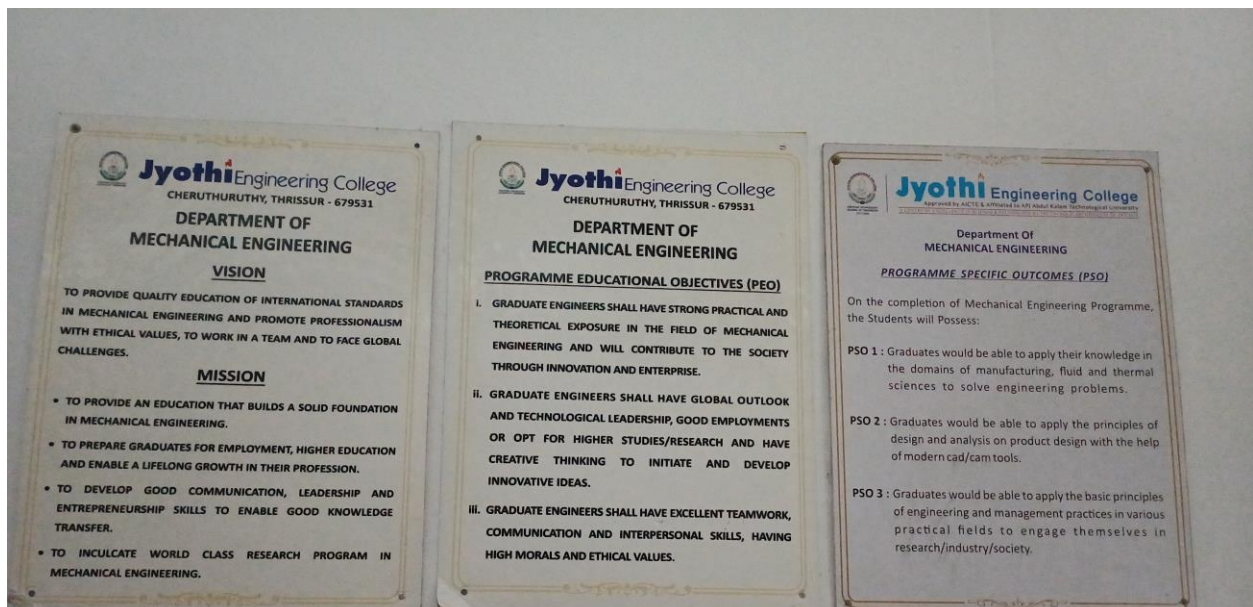 Jyothi Engineering College
CHERUTHURUTHY, THRISSUR - 679531
DEPARTMENT OF
MECHANICAL ENGINEERING
VISION
TO PROVIDE QUALITY EDUCATION OF INTERNATIONAL STANDARDS
IN MECHANICAL ENGINEERING AND PROMOTE PROFESSIONALISM
WITH ETHICAL VALUES, TO WORK IN A TEAM AND TO FACE GLOBAL
CHALLENGES.
MISSION
• TO PROVIDE AN EDUCATION THAT BUILDS A SOLID FOUNDATION
IN MECHANICAL ENGINEERING.
• TO PREPARE GRADUATES FOR EMPLOYMENT, HIGHER EDUCATION
AND ENABLE A LIFELONG GROWTH IN THEIR PROFESSION.
• TO DEVELOP GOOD COMMUNICATION, LEADERSHIP AND
ENTREPRENEURSHIP SKILLS TO ENABLE GOOD KNOWLEDGE
TRANSFER.
• TO INCULCATE WORLD CLASS RESEARCH PROGRAM IN
MECHANICAL ENGINEERING.
Jyothi Engineering College
CHERUTHURUTHY, THRISSUR - 679531
DEPARTMENT OF
MECHANICAL ENGINEERING
PROGRAMME EDUCATIONAL OBJECTIVES (PEO)
i. GRADUATE ENGINEERS SHALL HAVE STRONG PRACTICAL AND
THEORETICAL EXPOSURE IN THE FIELD OF MECHANICAL
ENGINEERING AND WILL CONTRIBUTE TO THE SOCIETY
THROUGH INNOVATION AND ENTERPRISE.
ii. GRADUATE ENGINEERS SHALL HAVE GLOBAL OUTLOOK
AND TECHNOLOGICAL LEADERSHIP, GOOD EMPLOYMENTS
OR OPT FOR HIGHER STUDIES/RESEARCH AND HAVE
CREATIVE THINKING TO INITIATE AND DEVELOP
INNOVATIVE IDEAS.
iii. GRADUATE ENGINEERS SHALL HAVE EXCELLENT TEAMWORK,
COMMUNICATION AND INTERPERSONAL SKILLS, HAVING
HIGH MORALS AND ETHICAL VALUES.
Jyothi Engineering College
Approved by AICTE & Affiliated to APJ Abdul Kalam Technological University
Department Of
MECHANICAL ENGINEERING
PROGRAMME SPECIFIC OUTCOMES (PSO)
On the completion of Mechanical Engineering Programme,
the Students will Possess:
PSO 1 : Graduates would be able to apply their knowledge in
the domains of manufacturing, fluid and thermal
sciences to solve engineering problems.
PSO 2 : Graduates would be able to apply the principles of
design and analysis on product design with the help
of modern cad/cam tools.
PSO 3 : Graduates would be able to apply the basic principles
of engineering and management practices in various
practical fields to engage themselves in
research/industry/society.